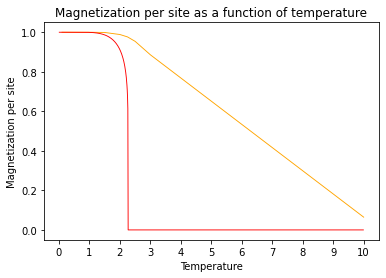 Magnetization per site as a function of temperature
1.0
0.8
0.6
0.4
0.2
0.0
Magnetization per site
0 1 2 3 4 5 6 7 8 9 10
Temperature